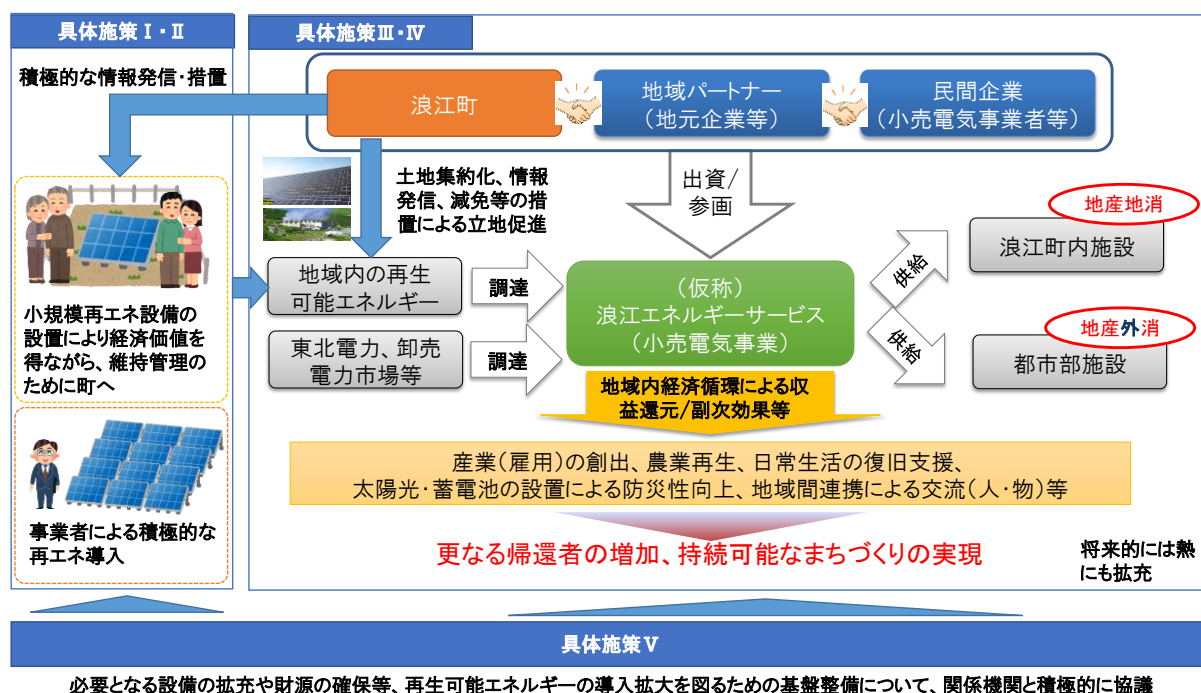 具体施策Ⅰ・Ⅱ
積極的な情報発信・措置
小規模再エネ設備の
設置により経済価値を
得ながら、維持管理の
ために町へ
事業者による積極的な
再エネ導入
具体施策Ⅲ・Ⅳ
浪江町
地域パートナー
（地元企業等）
民間企業
（小売電気事業者等）
土地集約化、情報
発信、減免等の措
置による立地促進
出資/
参画
地域内の再生
可能エネルギー
調達
東北電力、卸売
電力市場等
調達
（仮称）
浪江エネルギーサービス
（小売電気事業）
供給
地産地消
浪江町内施設
供給
地産外消
都市部施設
地域内経済循環による収
益還元/副次効果等
産業（雇用）の創出、農業再生、日常生活の復旧支援、
太陽光・蓄電池の設置による防災性向上、地域間連携による交流（人・物）等
更なる帰還者の増加、持続可能なまちづくりの実現
将来的には熱
にも拡充
具体施策Ⅴ
必要となる設備の拡充や財源の確保等、再生可能エネルギーの導入拡大を図るための基盤整備について、関係機関と積極的に協議